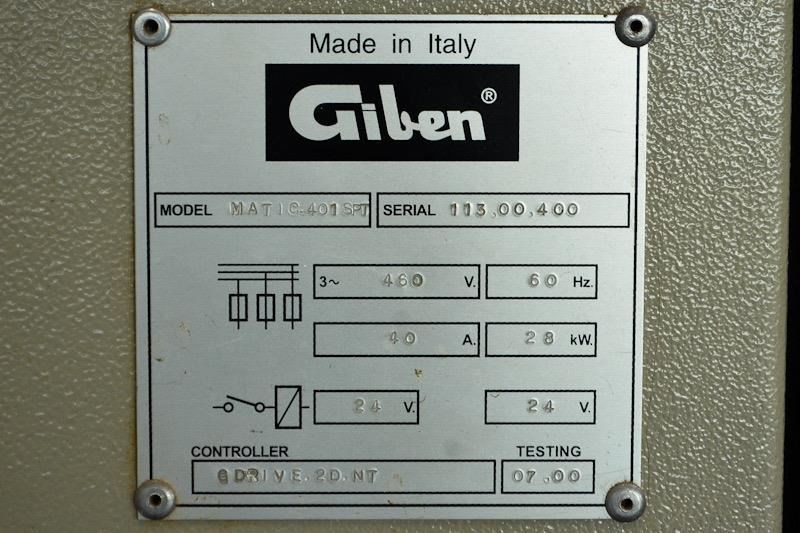 Made in Italy
Giben®
MODEL MATIC.401SPT SERIAL 113,00,400
3~ 460 V. 60 Hz.
40 A. 28 kW.
24 V. 24 V.
CONTROLLER TESTING
GDRIVE.2D.NT 07.00